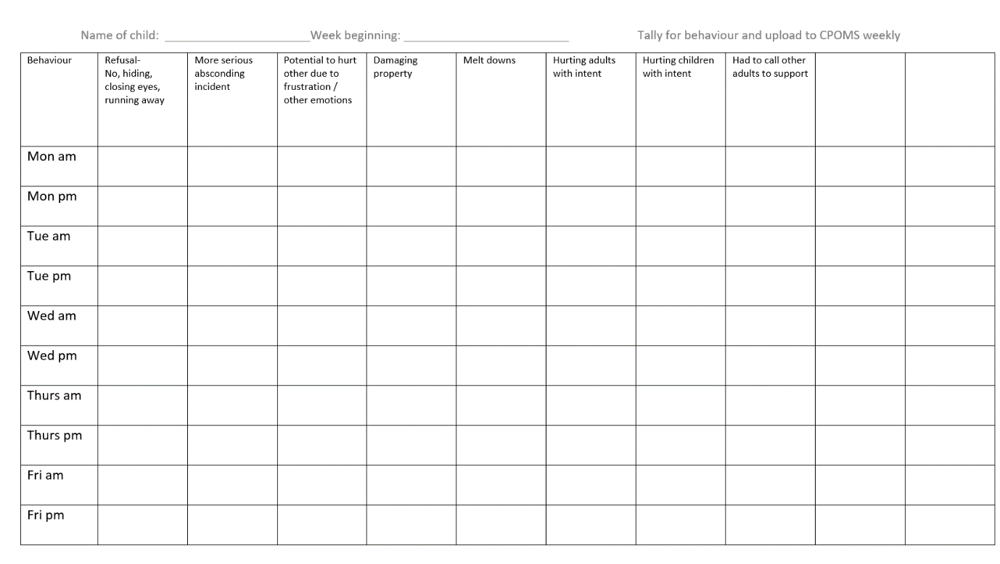 Name of child: ______________________Week beginning: _________________________ Tally for behaviour and upload to CPOMS weekly
Behaviour
Refusal-
No, hiding,
closing eyes,
running away
More serious
absconding
incident
Potential to hurt
other due to
frustration /
other emotions
Damaging
property
Melt downs
Hurting adults
with intent
Hurting children
with intent
Had to call other
adults to support
Mon am
Mon pm
Tue am
Tue pm
Wed am
Wed pm
Thurs am
Thurs pm
Fri am
Fri pm